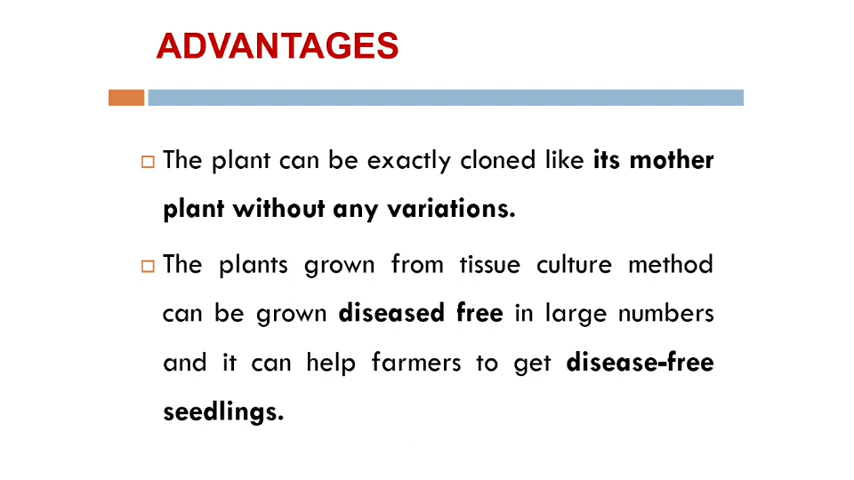 ADVANTAGES
The plant can be exactly cloned like its mother
plant without any variations.
The plants grown from tissue culture method
can be grown diseased free in large numbers
and it can help farmers to get disease-free
seedlings.